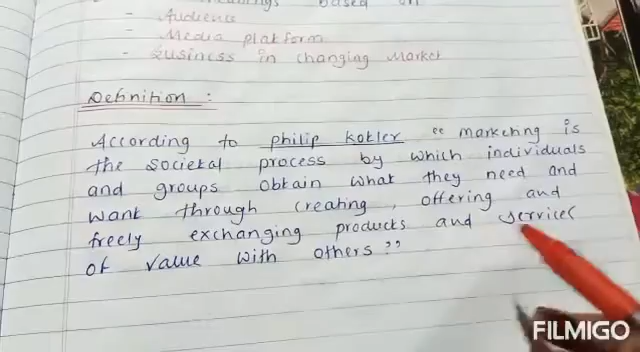 based on
- Audience
- Media platform
- Business in changing Market
Definition :
According to philip kotler " marketing is
the societal process by which individuals
and groups obtain what they need and
want through creating, offering and
freely exchanging products and services
of value with others"
FILMIGO